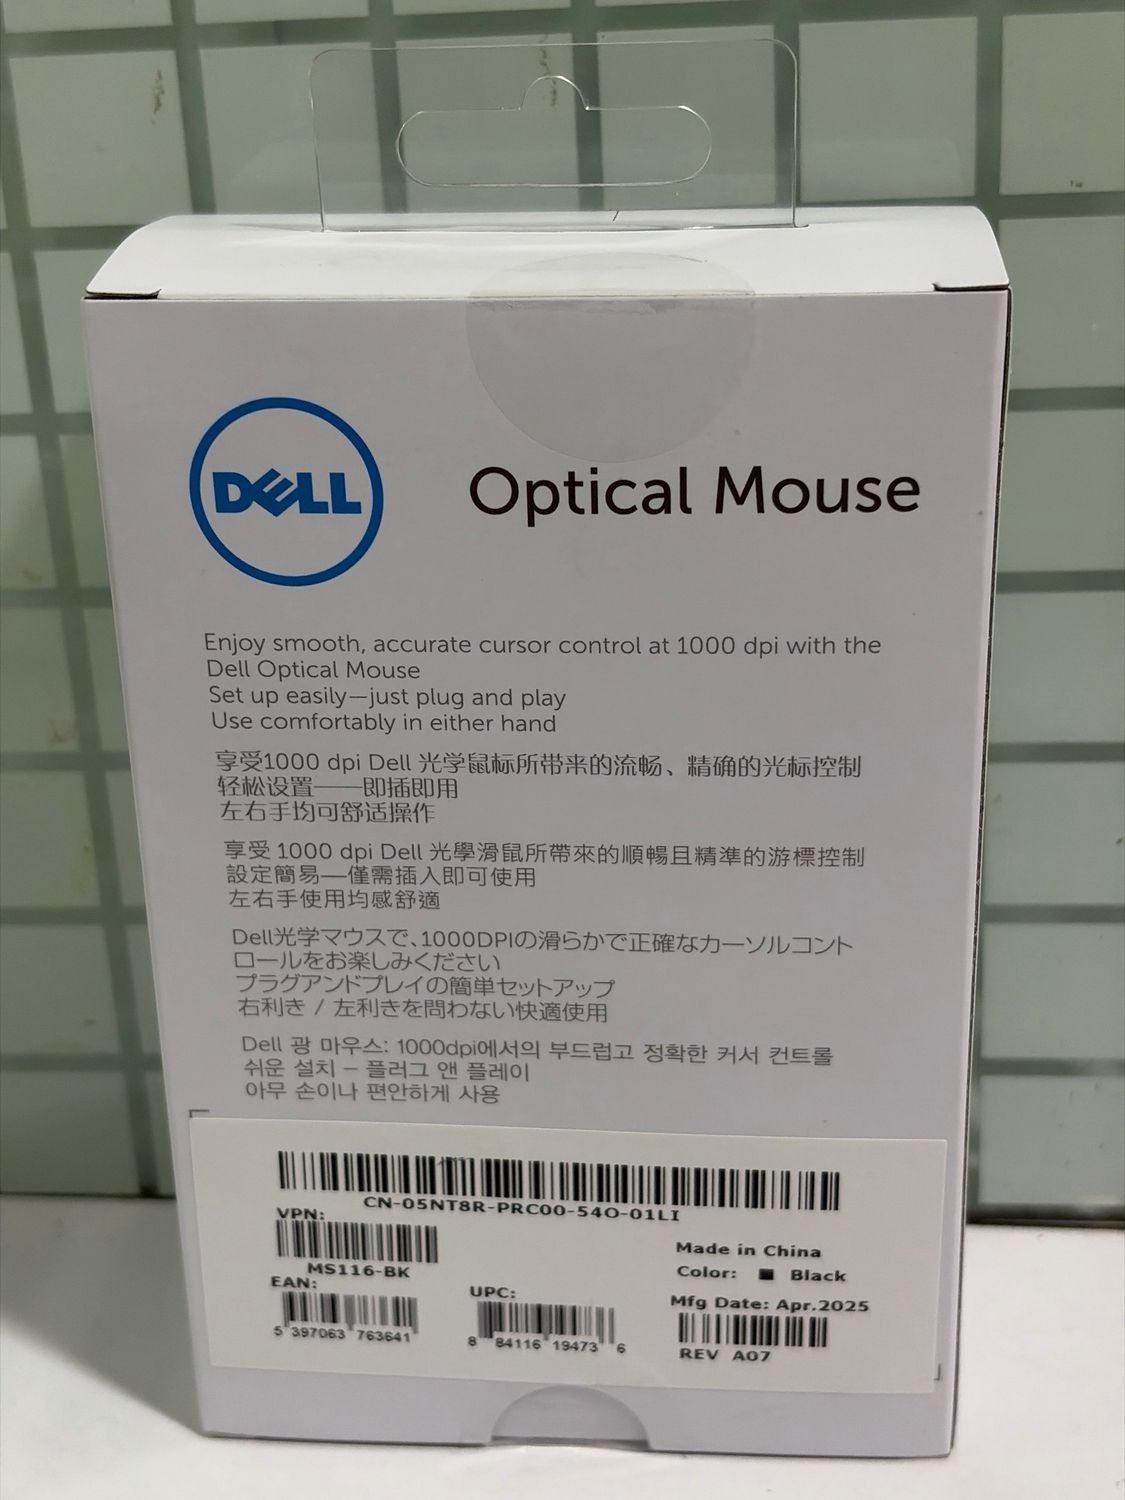 DELL
Optical Mouse
Enjoy smooth, accurate cursor control at 1000 dpi with the
Dell Optical Mouse
Set up easily—just plug and play
Use comfortably in either hand
享受1000 dpi Dell 光学鼠标所带来的流畅、精确的光标控制
轻松设置——即插即用
左右手均可舒适操作
享受 1000 dpi Dell 光學滑鼠所帶來的順暢且精準的游標控制
設定簡易—僅需插入即可使用
左右手使用均感舒適
Dell光学マウスで、1000DPIの滑らかで正確なカーソルコント
ロールをお楽しみください
プラグアンドプレイの簡単セットアップ
右利き / 左利きを問わない快適使用
Dell 광 마우스: 1000dpi에서의 부드럽고 정확한 커서 컨트롤
쉬운 설치 – 플러그 앤 플레이
아무 손이나 편안하게 사용
CN-05NT8R-PRC00-54O-01LI
VPN:
MS116-BK
EAN:
5 397063 763641
UPC:
8 84116 19473 6
Made in China
Color: ■ Black
Mfg Date: Apr.2025
REV A07